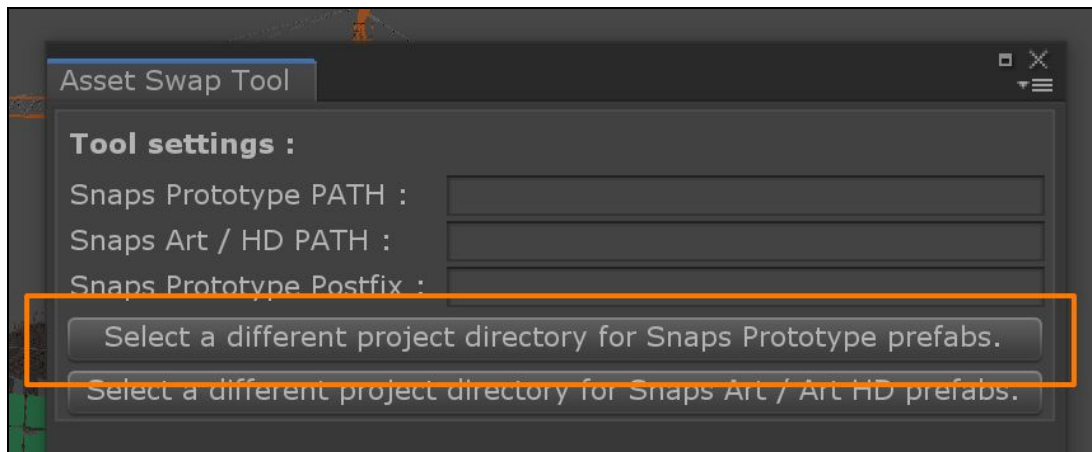 Asset Swap Tool
Tool settings :
Snaps Prototype PATH :
Snaps Art / HD PATH :
Snaps Prototype Postfix :
Select a different project directory for Snaps Prototype prefabs.
Select a different project directory for Snaps Art / Art HD prefabs.